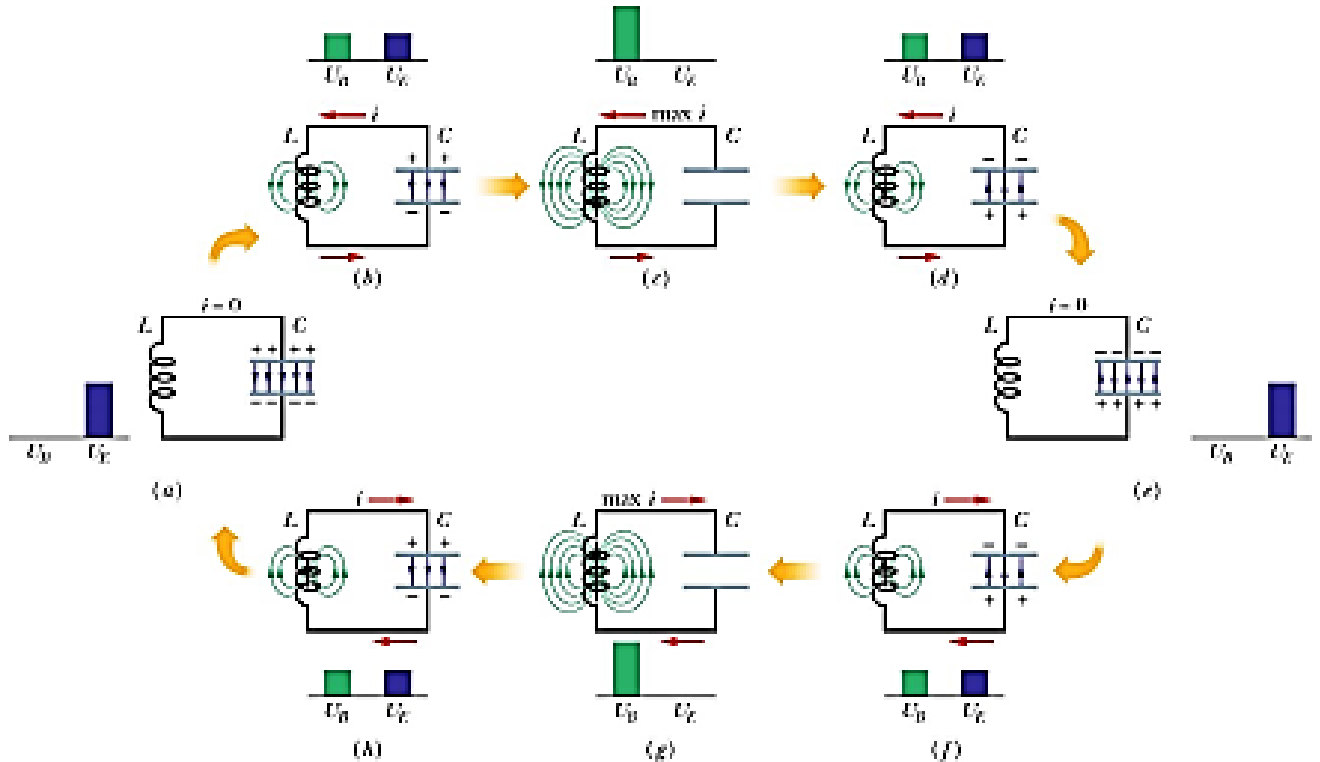 U_B U_E
U_B U_E
U_B U_E
i
max i
i
L C
L C
L C
+ +
– –
– –
+ +
(b)
(c)
(d)
i = 0
i = 0
L C
L C
+ + + +
– – – –
– – – –
+ + + +
U_B U_E
U_B U_E
(a)
(e)
i
max i
i
L C
L C
L C
+ +
– –
– –
+ +
U_B U_E
U_B U_E
U_B U_E
(h)
(g)
(f)